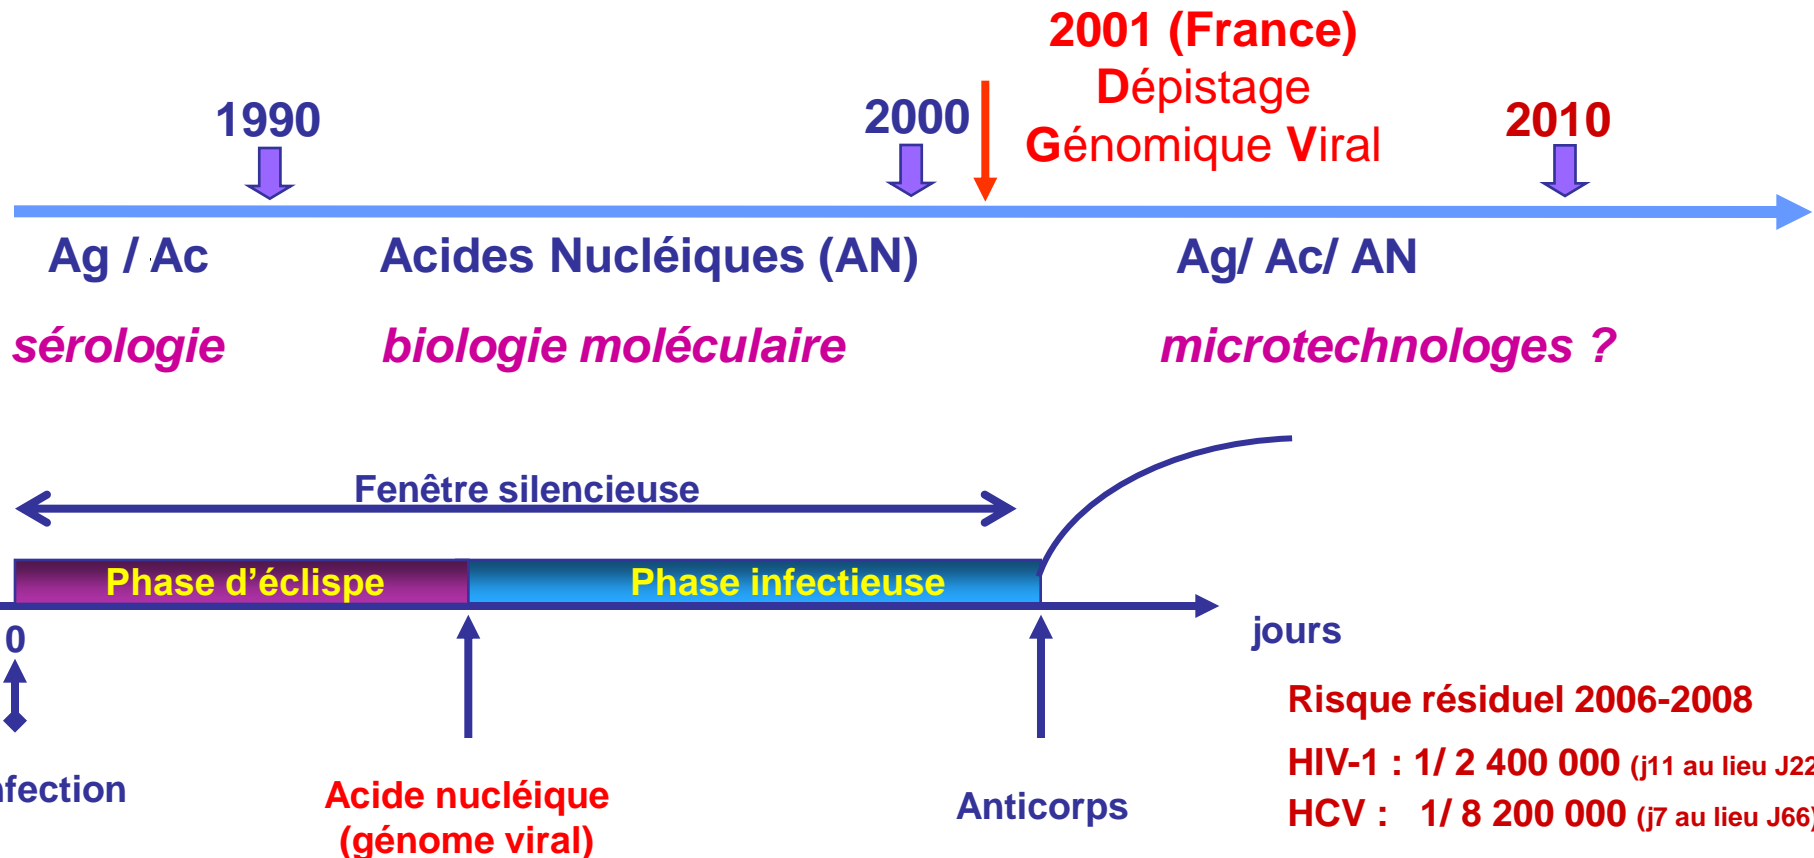 2001 (France)
Dépistage
Génomique Viral
1990
2000
2010
Ag / Ac
Acides Nucléiques (AN)
Ag/ Ac/ AN
sérologie
biologie moléculaire
microtechnologes ?
Fenêtre silencieuse
Phase d'éclispe
Phase infectieuse
0
jours
nfection
Acide nucléique
(génome viral)
Anticorps
Risque résiduel 2006-2008
HIV-1 : 1/ 2 400 000 (j11 au lieu J22
HCV : 1/ 8 200 000 (j7 au lieu J66)